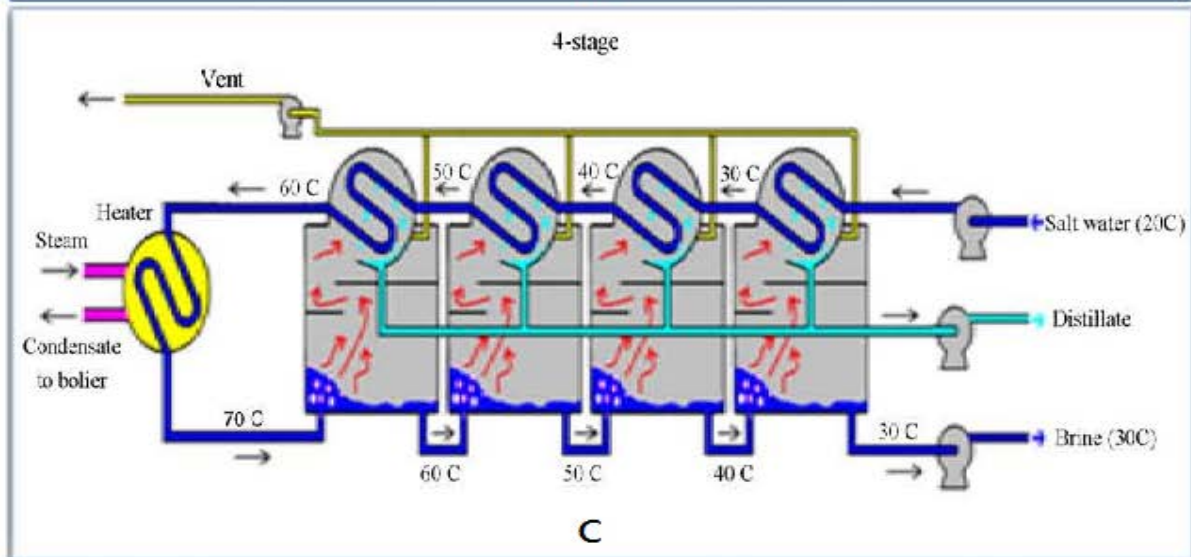 4-stage
Vent
60 C
50 C
40 C
30 C
Heater
Steam
Salt water (20C)
Condensate
to bolier
Distillate
70 C
60 C
50 C
40 C
30 C
Brine (30C)
C